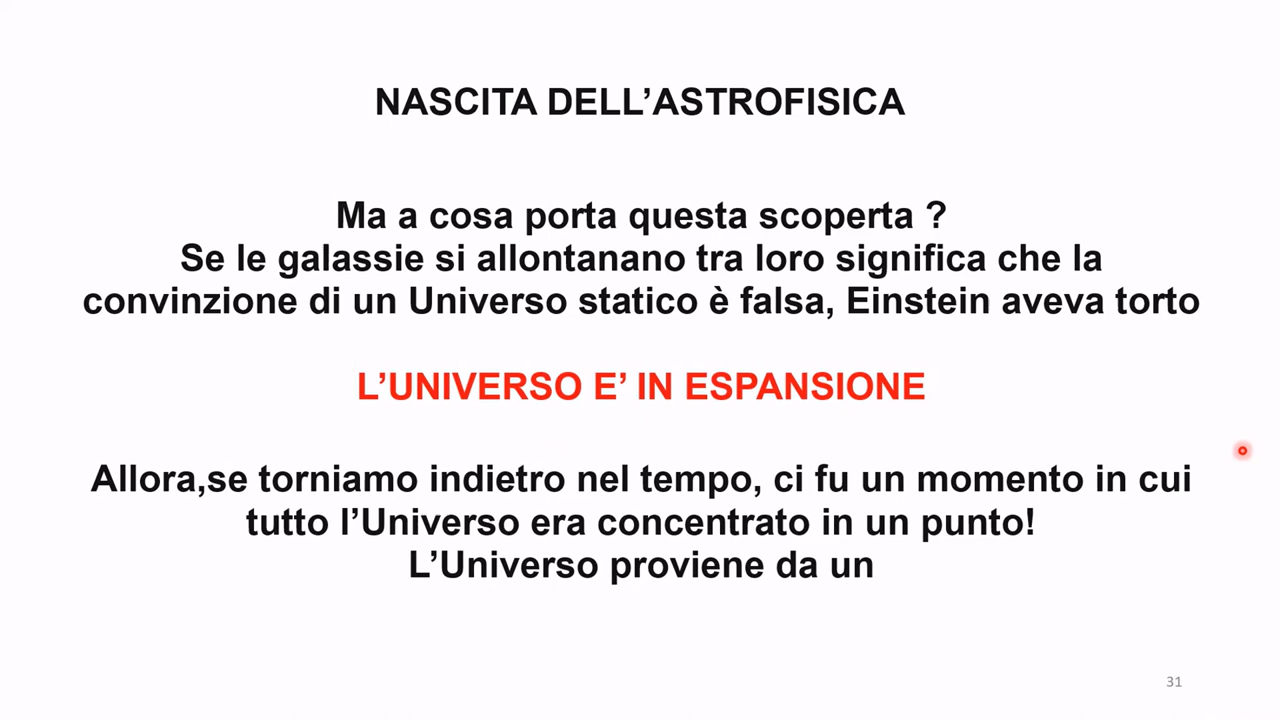 NASCITA DELL’ASTROFISICA
Ma a cosa porta questa scoperta ?
Se le galassie si allontanano tra loro significa che la
convinzione di un Universo statico è falsa, Einstein aveva torto
L’UNIVERSO E’ IN ESPANSIONE
Allora,se torniamo indietro nel tempo, ci fu un momento in cui
tutto l’Universo era concentrato in un punto!
L’Universo proviene da un
31